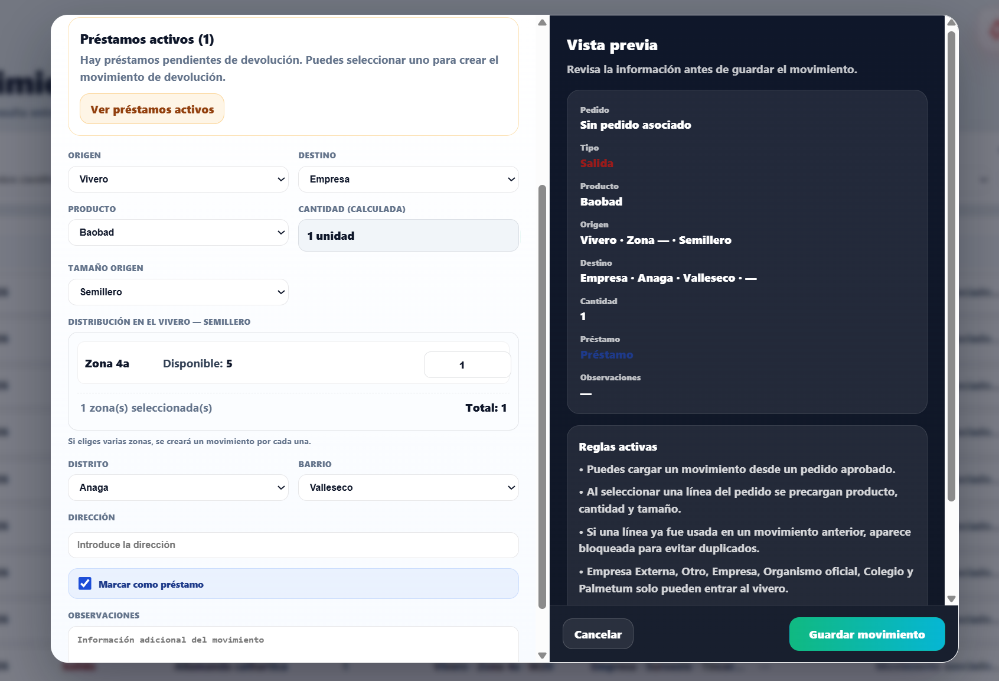 Préstamos activos (1)
Hay préstamos pendientes de devolución. Puedes seleccionar uno para crear el
movimiento de devolución.
Ver préstamos activos
ORIGEN
DESTINO
Vivero
Empresa
PRODUCTO
CANTIDAD (CALCULADA)
Baobad
1 unidad
TAMAÑO ORIGEN
Semillero
DISTRIBUCIÓN EN EL VIVERO — SEMILLERO
Zona 4a
Disponible: 5
1
1 zona(s) seleccionada(s)
Total: 1
Si eliges varias zonas, se creará un movimiento por cada una.
DISTRITO
BARRIO
Anaga
Valleseco
DIRECCIÓN
Introduce la dirección
Marcar como préstamo
OBSERVACIONES
Información adicional del movimiento
Vista previa
Revisa la información antes de guardar el movimiento.
Pedido
Sin pedido asociado
Tipo
Salida
Producto
Baobad
Origen
Vivero · Zona — · Semillero
Destino
Empresa · Anaga · Valleseco · —
Cantidad
1
Préstamo
Préstamo
Observaciones
—
Reglas activas
• Puedes cargar un movimiento desde un pedido aprobado.
• Al seleccionar una línea del pedido se precargan producto,
cantidad y tamaño.
• Si una línea ya fue usada en un movimiento anterior, aparece
bloqueada para evitar duplicados.
• Empresa Externa, Otro, Empresa, Organismo oficial, Colegio y
Palmetum solo pueden entrar al vivero.
Cancelar
Guardar movimiento